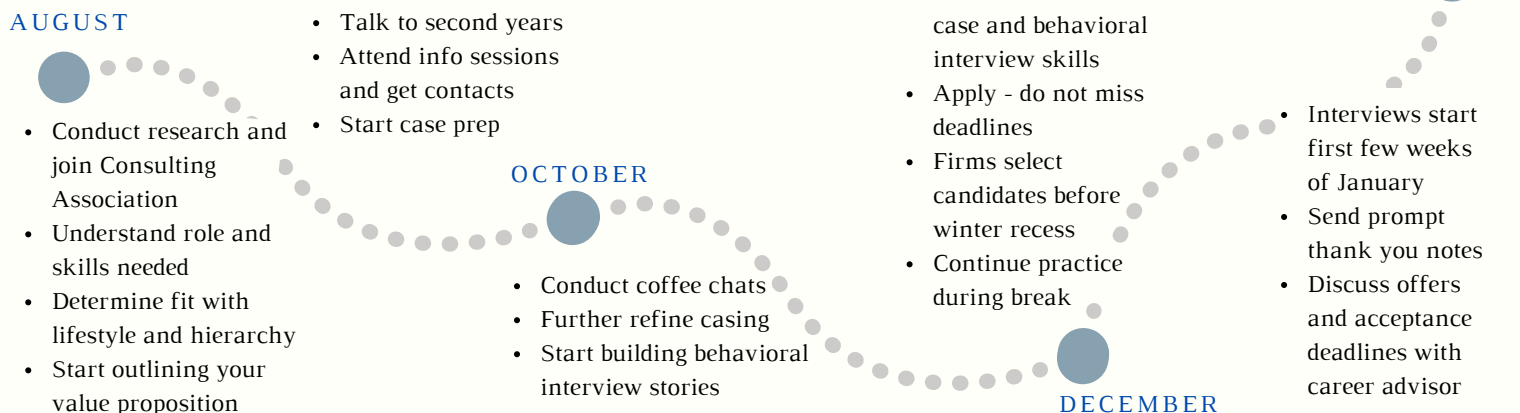 AUGUST
• Conduct research and
join Consulting
Association
• Understand role and
skills needed
• Determine fit with
lifestyle and hierarchy
• Start outlining your
value proposition
• Talk to second years
• Attend info sessions
and get contacts
• Start case prep
OCTOBER
• Conduct coffee chats
• Further refine casing
• Start building behavioral
interview stories
case and behavioral
interview skills
• Apply - do not miss
deadlines
• Firms select
candidates before
winter recess
• Continue practice
during break
DECEMBER
• Interviews start
first few weeks
of January
• Send prompt
thank you notes
• Discuss offers
and acceptance
deadlines with
career advisor